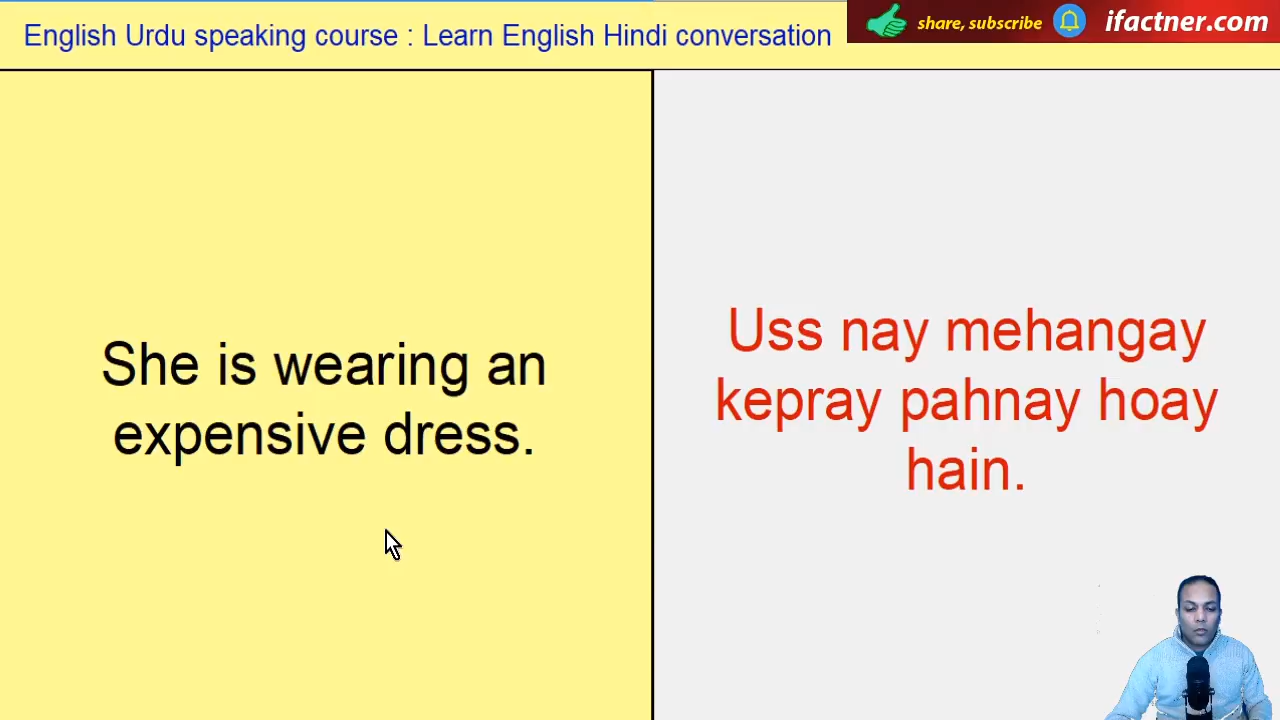 English Urdu speaking course : Learn English Hindi conversation
share, subscribe
ifactner.com
She is wearing an
expensive dress.
Uss nay mehangay
kepray pahnay hoay
hain.